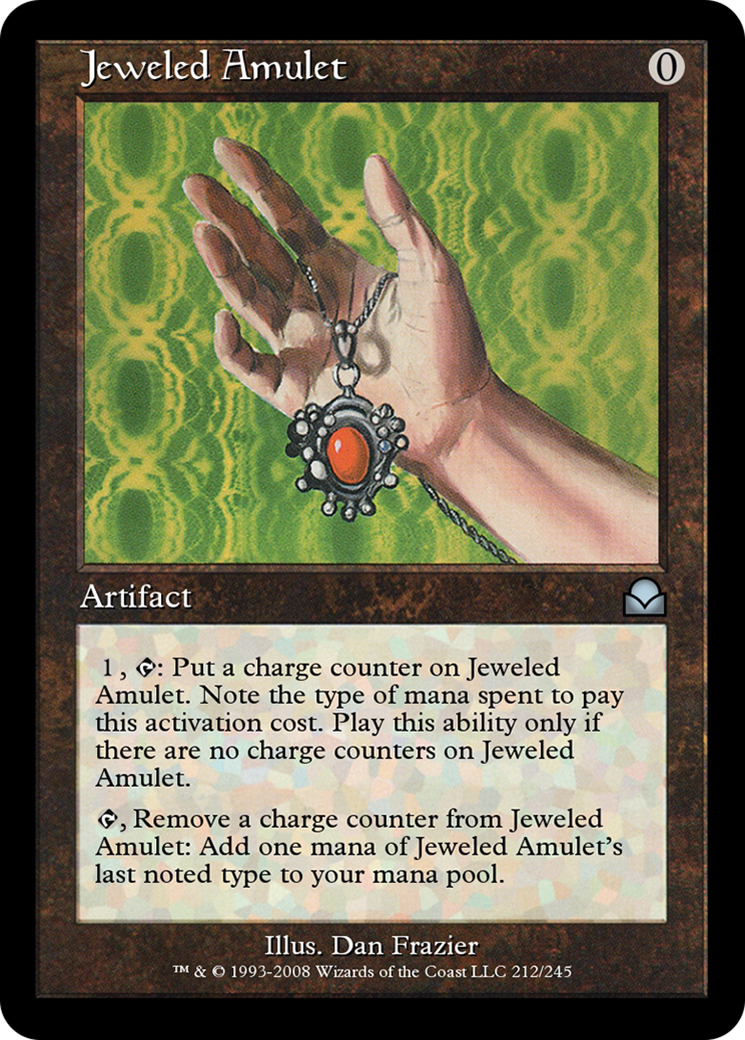 Jeweled Amulet 0
Artifact
1, : Put a charge counter on Jeweled
Amulet. Note the type of mana spent to pay
this activation cost. Play this ability only if
there are no charge counters on Jeweled
Amulet.
, Remove a charge counter from Jeweled
Amulet: Add one mana of Jeweled Amulet's
last noted type to your mana pool.
Illus. Dan Frazier
™ & © 1993-2008 Wizards of the Coast LLC 212/245